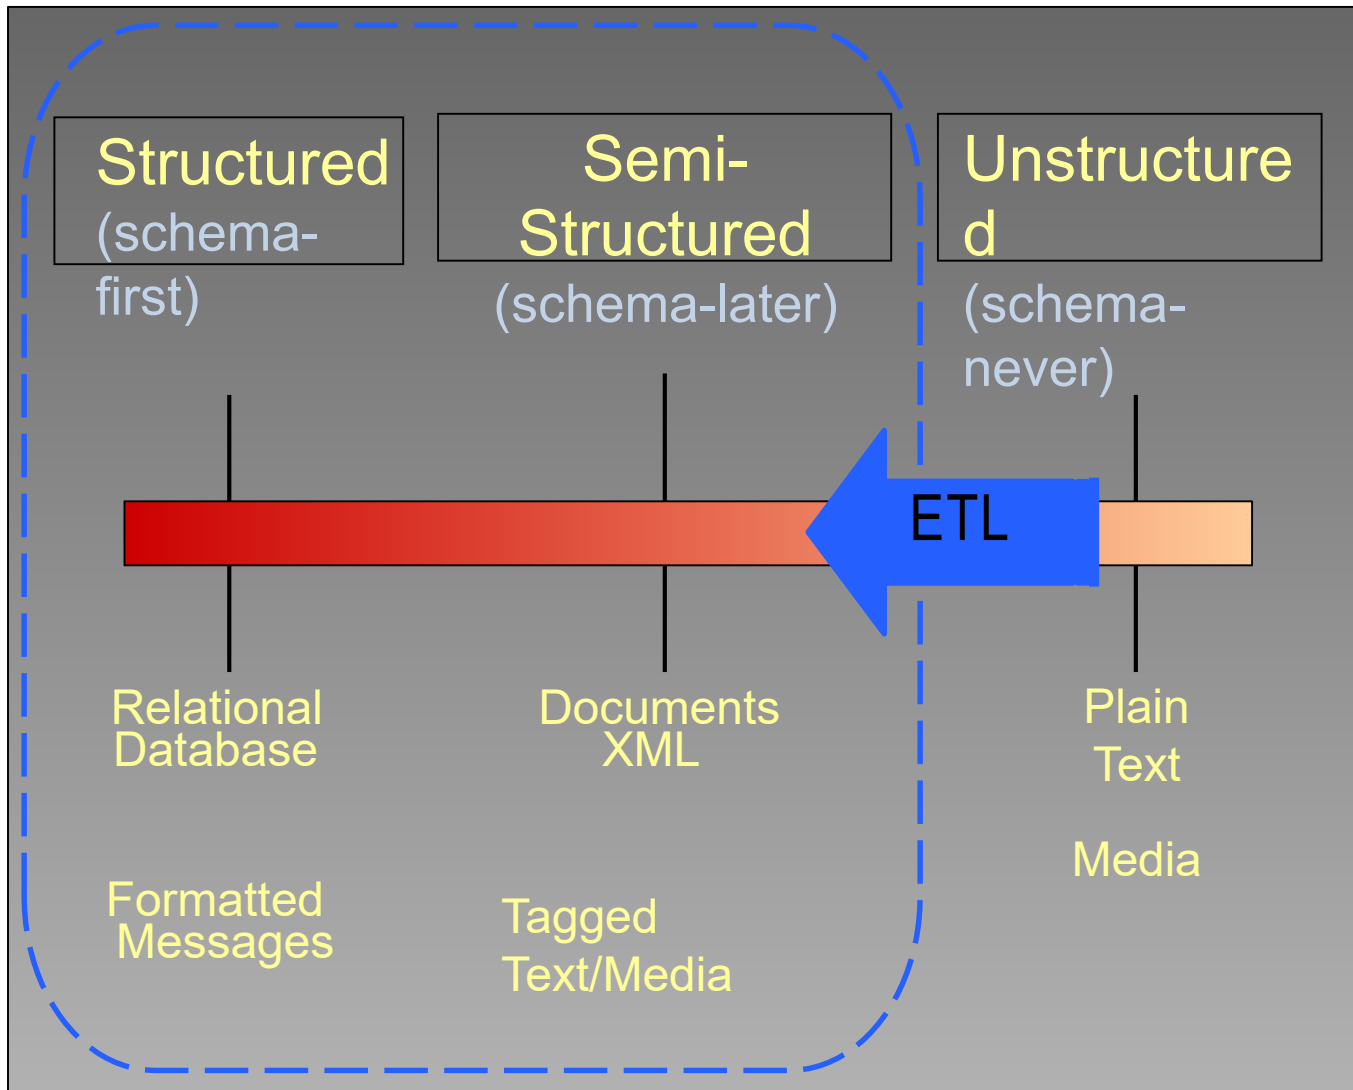 Structured
(schema-
first)
Semi-
Structured
(schema-later)
Unstructure
d
(schema-
never)
ETL
Relational
Database
Documents
XML
Plain
Text
Media
Formatted
Messages
Tagged
Text/Media